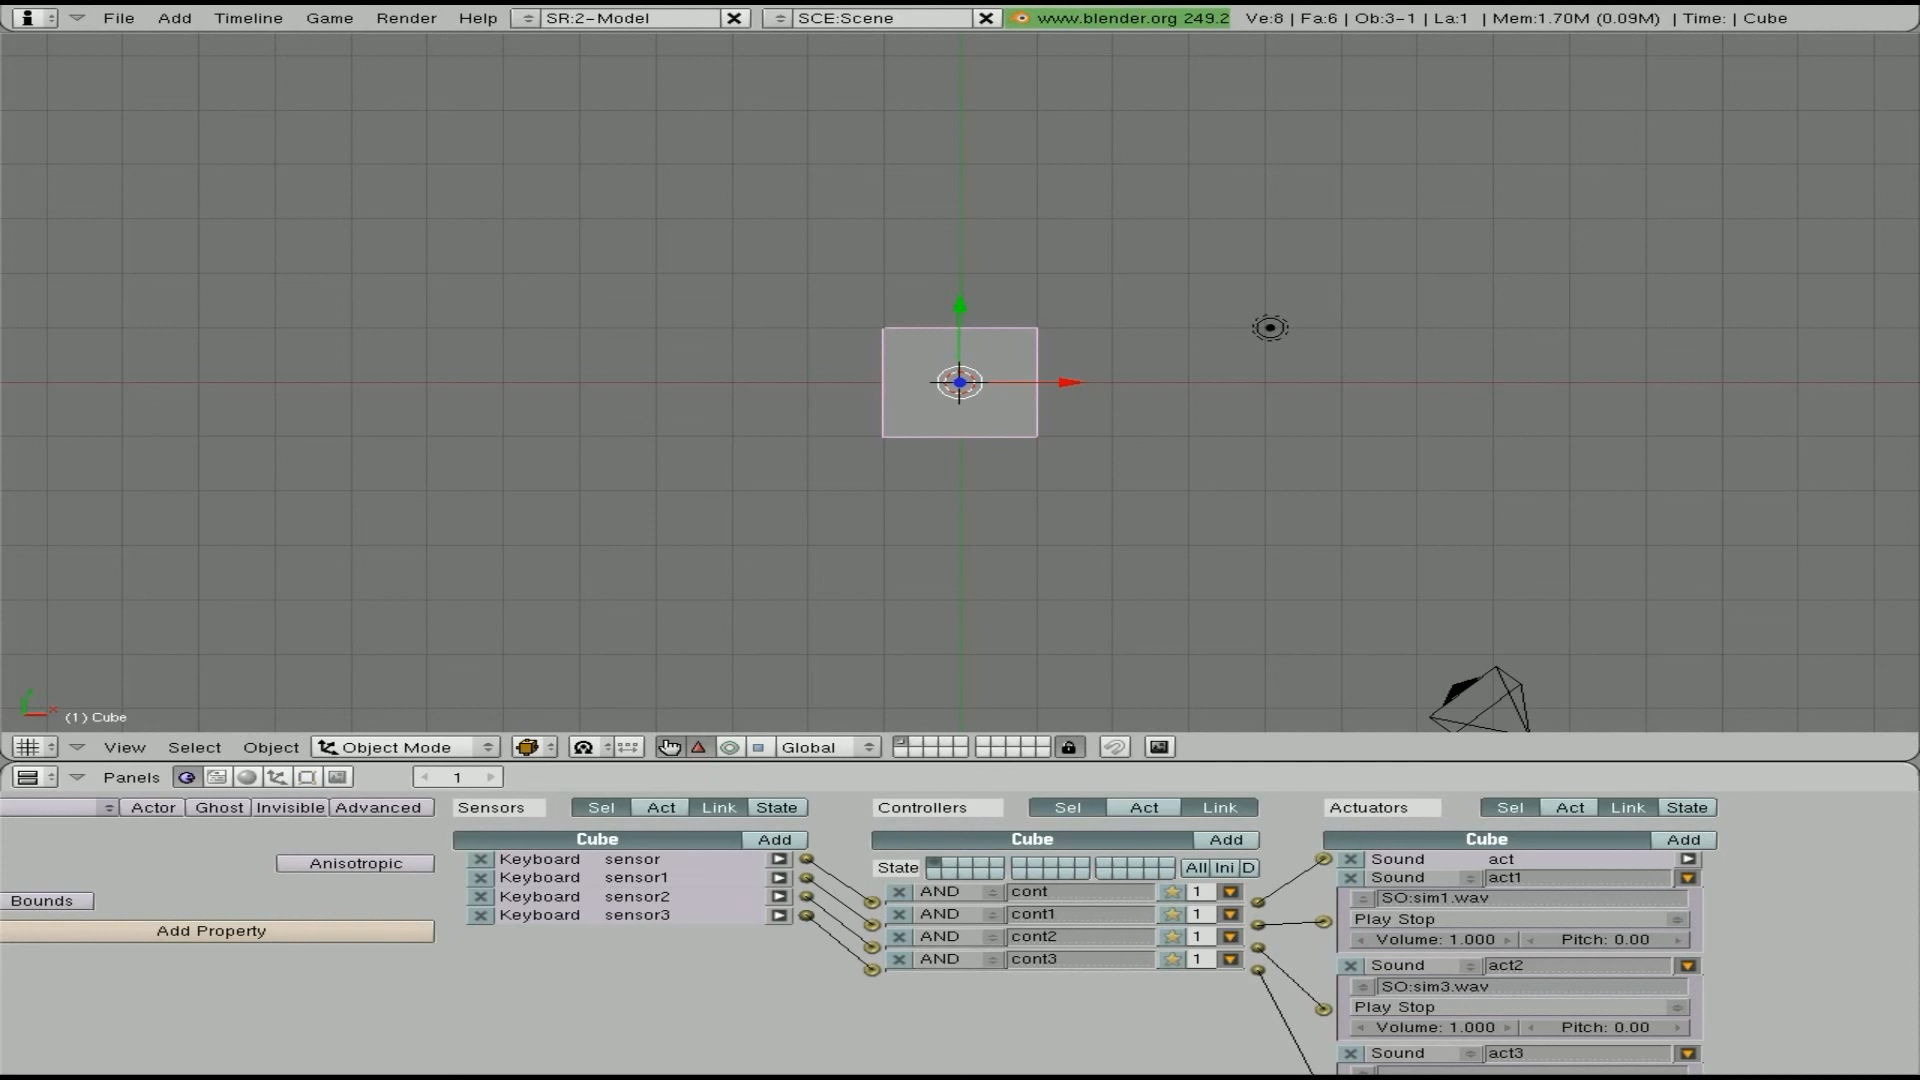 File Add Timeline Game Render Help SR:2-Model SCE:Scene www.blender.org 249.2 Ve:8 | Fa:6 | Ob:3-1 | La:1 | Mem:1.70M (0.09M) | Time: | Cube
(1) Cube
View Select Object Object Mode Global
Panels 1
Actor Ghost Invisible Advanced
Anisotropic
Bounds
Add Property
Sensors Sel Act Link State
Cube Add
Keyboard sensor
Keyboard sensor1
Keyboard sensor2
Keyboard sensor3
Controllers Sel Act Link
Cube Add
State All Ini D
AND cont 1
AND cont1 1
AND cont2 1
AND cont3 1
Actuators Sel Act Link State
Cube Add
Sound act
Sound act1
SO:sim1.wav
Play Stop
Volume: 1.000 Pitch: 0.00
Sound act2
SO:sim3.wav
Play Stop
Volume: 1.000 Pitch: 0.00
Sound act3